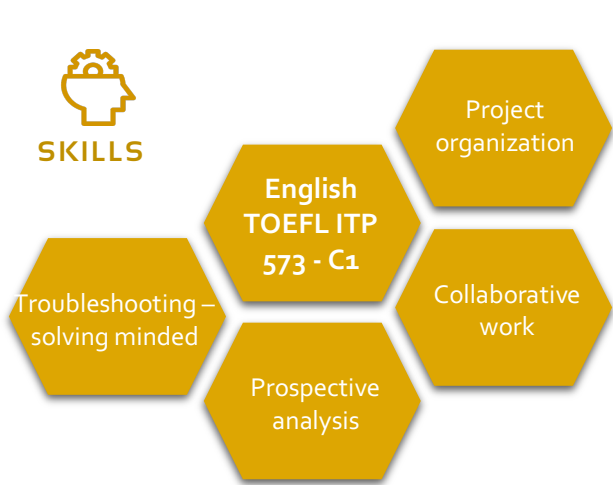 SKILLS
Project
organization
English
TOEFL ITP
573 - C1
Troubleshooting –
solving minded
Collaborative
work
Prospective
analysis